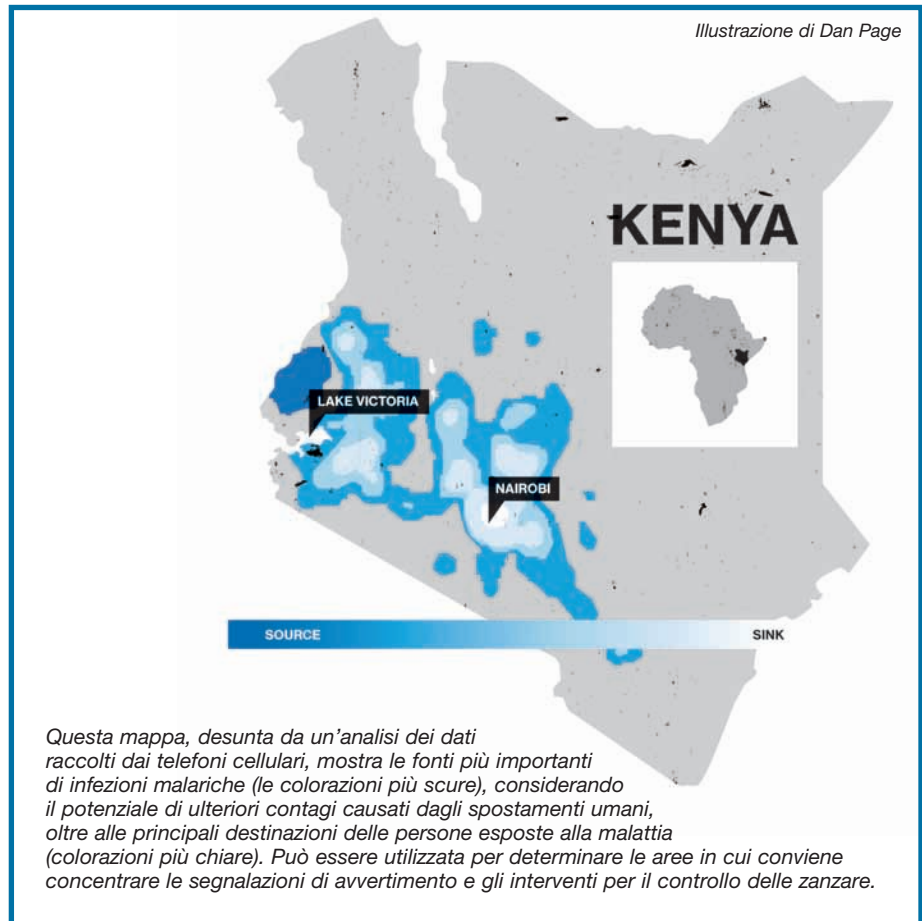 Illustrazione di Dan Page
KENYA
LAKE VICTORIA
NAIROBI
SOURCE
SINK
Questa mappa, desunta da un'analisi dei dati
raccolti dai telefoni cellulari, mostra le fonti più importanti
di infezioni malariche (le colorazioni più scure), considerando
il potenziale di ulteriori contagi causati dagli spostamenti umani,
oltre alle principali destinazioni delle persone esposte alla malattia
(colorazioni più chiare). Può essere utilizzata per determinare le aree in cui conviene
concentrare le segnalazioni di avvertimento e gli interventi per il controllo delle zanzare.